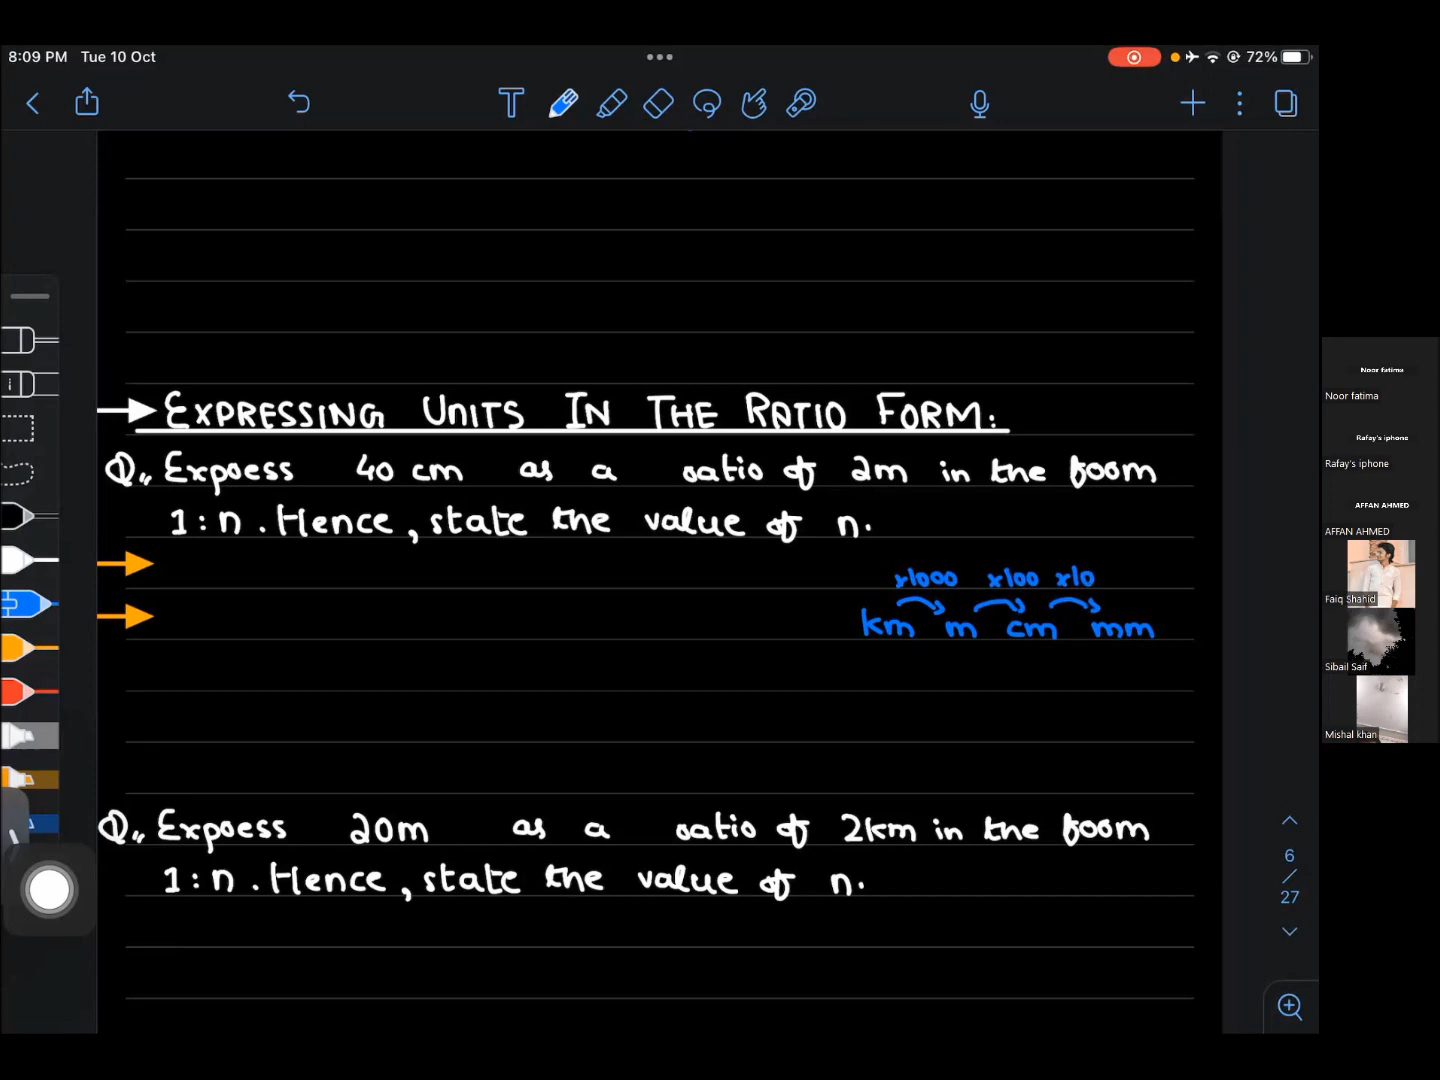 8:09 PM Tue 10 Oct
72%
EXPRESSING UNITS IN THE RATIO FORM:
Q,, Express 40 cm as a ratio of 2m in the form
1:n. Hence, state the value of n.
x1000 x100 x10
km m cm mm
Q,, Express 20m as a ratio of 2km in the form
1:n. Hence, state the value of n.
6
/
27
Noor fatima
Noor fatima
Rafay's iphone
Rafay's iphone
AFFAN AHMED
AFFAN AHMED
Faiq Shahid
Sibail Saif
Mishal khan